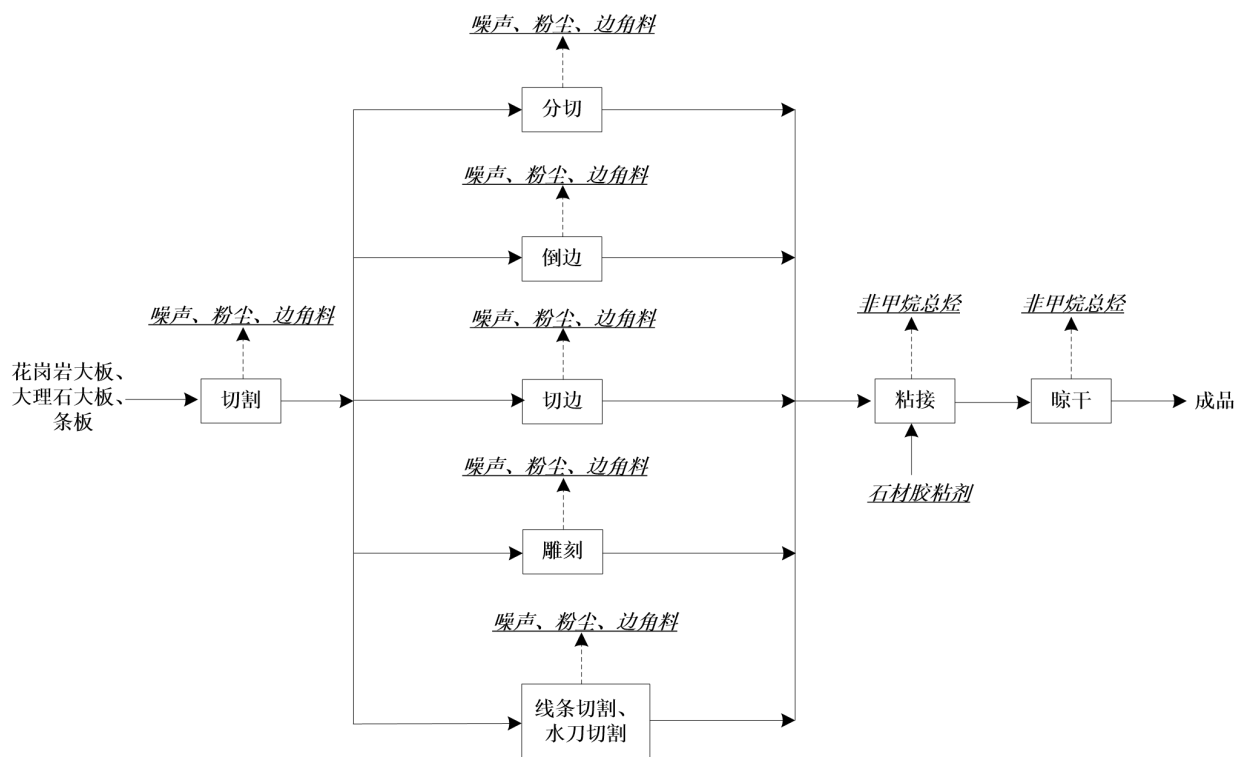 噪声、粉尘、边角料
分切
噪声、粉尘、边角料
倒边
噪声、粉尘、边角料
噪声、粉尘、边角料
非甲烷总烃
非甲烷总烃
花岗岩大板、
大理石大板、
条板
切割
切边
粘接
晾干
成品
噪声、粉尘、边角料
石材胶粘剂
雕刻
噪声、粉尘、边角料
线条切割、
水刀切割